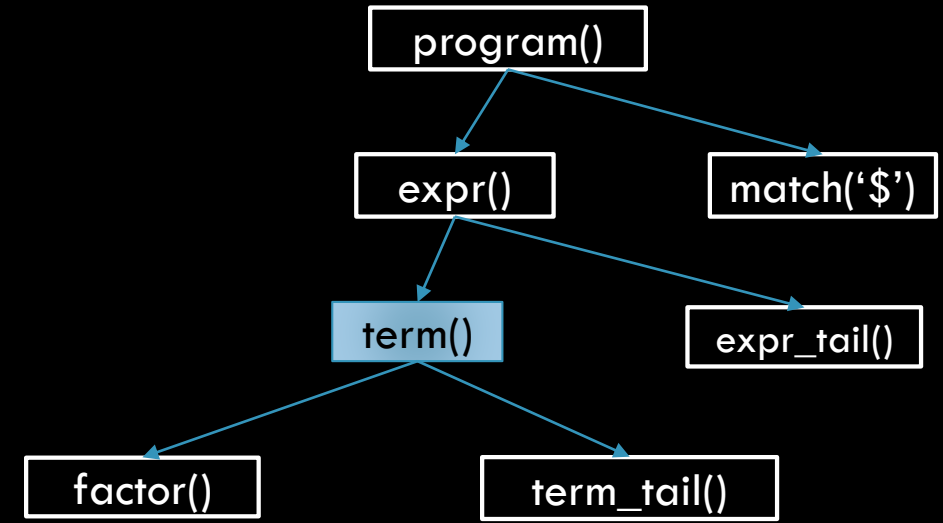 program()
expr()
match(‘$’)
term()
expr_tail()
factor()
term_tail()